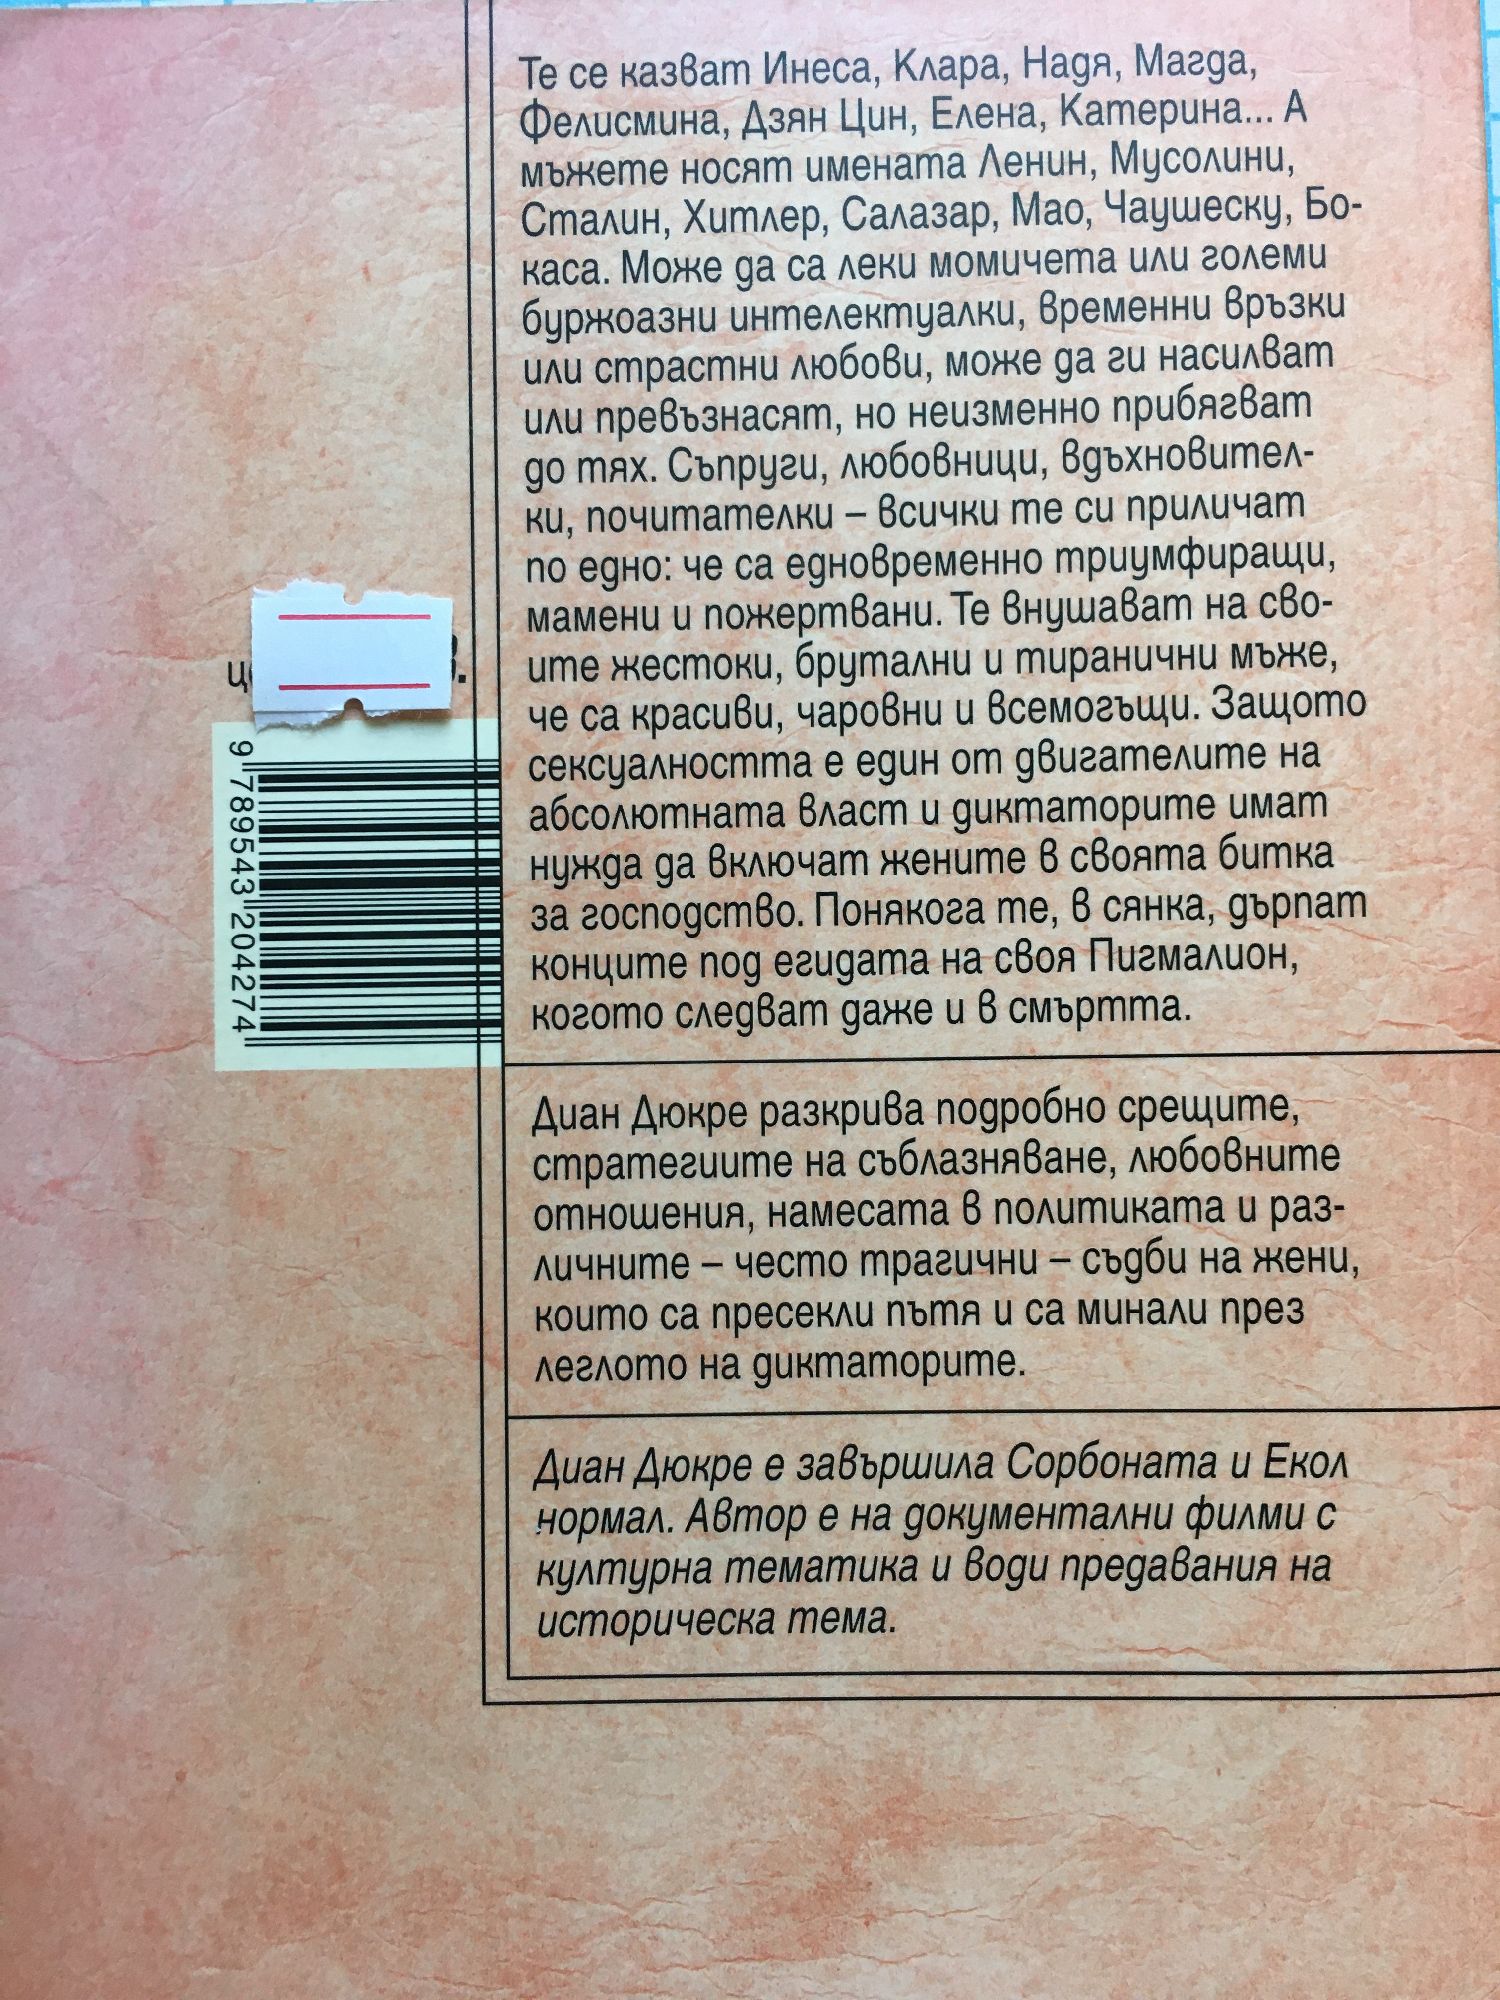 Те се казват Инеса, Клара, Надя, Магда,
Фелисмина, Дзян Цин, Елена, Катерина... А
мъжете носят имената Ленин, Мусолини,
Сталин, Хитлер, Салазар, Мао, Чаушеску, Бо-
каса. Може да са леки момичета или големи
буржоазни интелектуалки, временни връзки
или страстни любови, може да ги насилват
или превъзнасят, но неизменно прибягват
до тях. Съпруги, любовници, вдъхновител-
ки, почитателки – всички те си приличат
по едно: че са едновременно триумфиращи,
мамени и пожертвани. Те внушават на сво-
ите жестоки, брутални и тиранични мъже,
че са красиви, чаровни и всемогъщи. Защото
сексуалността е един от двигателите на
абсолютната власт и диктаторите имат
нужда да включат жените в своята битка
за господство. Понякога те, в сянка, дърпат
конците под егидата на своя Пигмалион,
когото следват даже и в смъртта.
9 789543 204274
Диан Дюкре разкрива подробно срещите,
стратегиите на съблазняване, любовните
отношения, намесата в политиката и раз-
личните – често трагични – съдби на жени,
които са пресекли пътя и са минали през
леглото на диктаторите.
Диан Дюкре е завършила Сорбоната и Екол
нормал. Автор е на документални филми с
културна тематика и води предавания на
историческа тема.